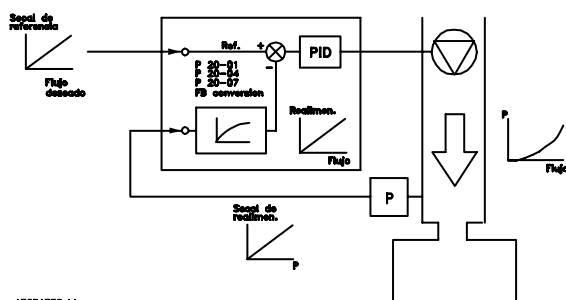 Señal de
referencia
Flujo
deseado
Ref.
+
-
PID
P 20-01
P 20-04
P 20-07
FB conversion
Realimen.
Flujo
P
Flujo
P
Señal de
realimen.
P